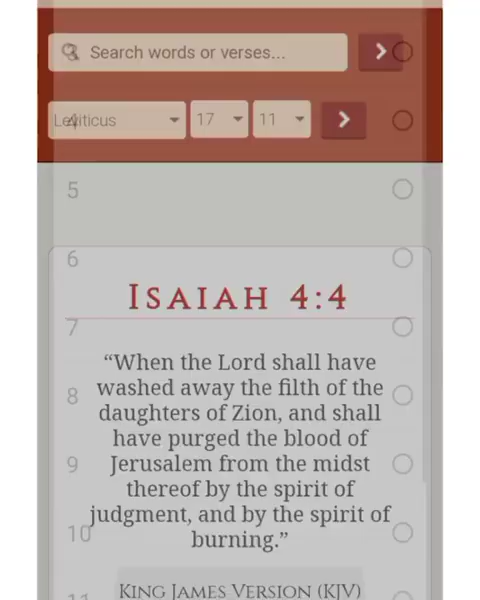 3 Search words or verses...
4 Leviticus 17 11
5
6
ISAIAH 4:4
7
“When the Lord shall have
8 washed away the filth of the
daughters of Zion, and shall
have purged the blood of
9 Jerusalem from the midst
thereof by the spirit of
10 judgment, and by the spirit of
burning.”
11 KING JAMES VERSION (KJV)